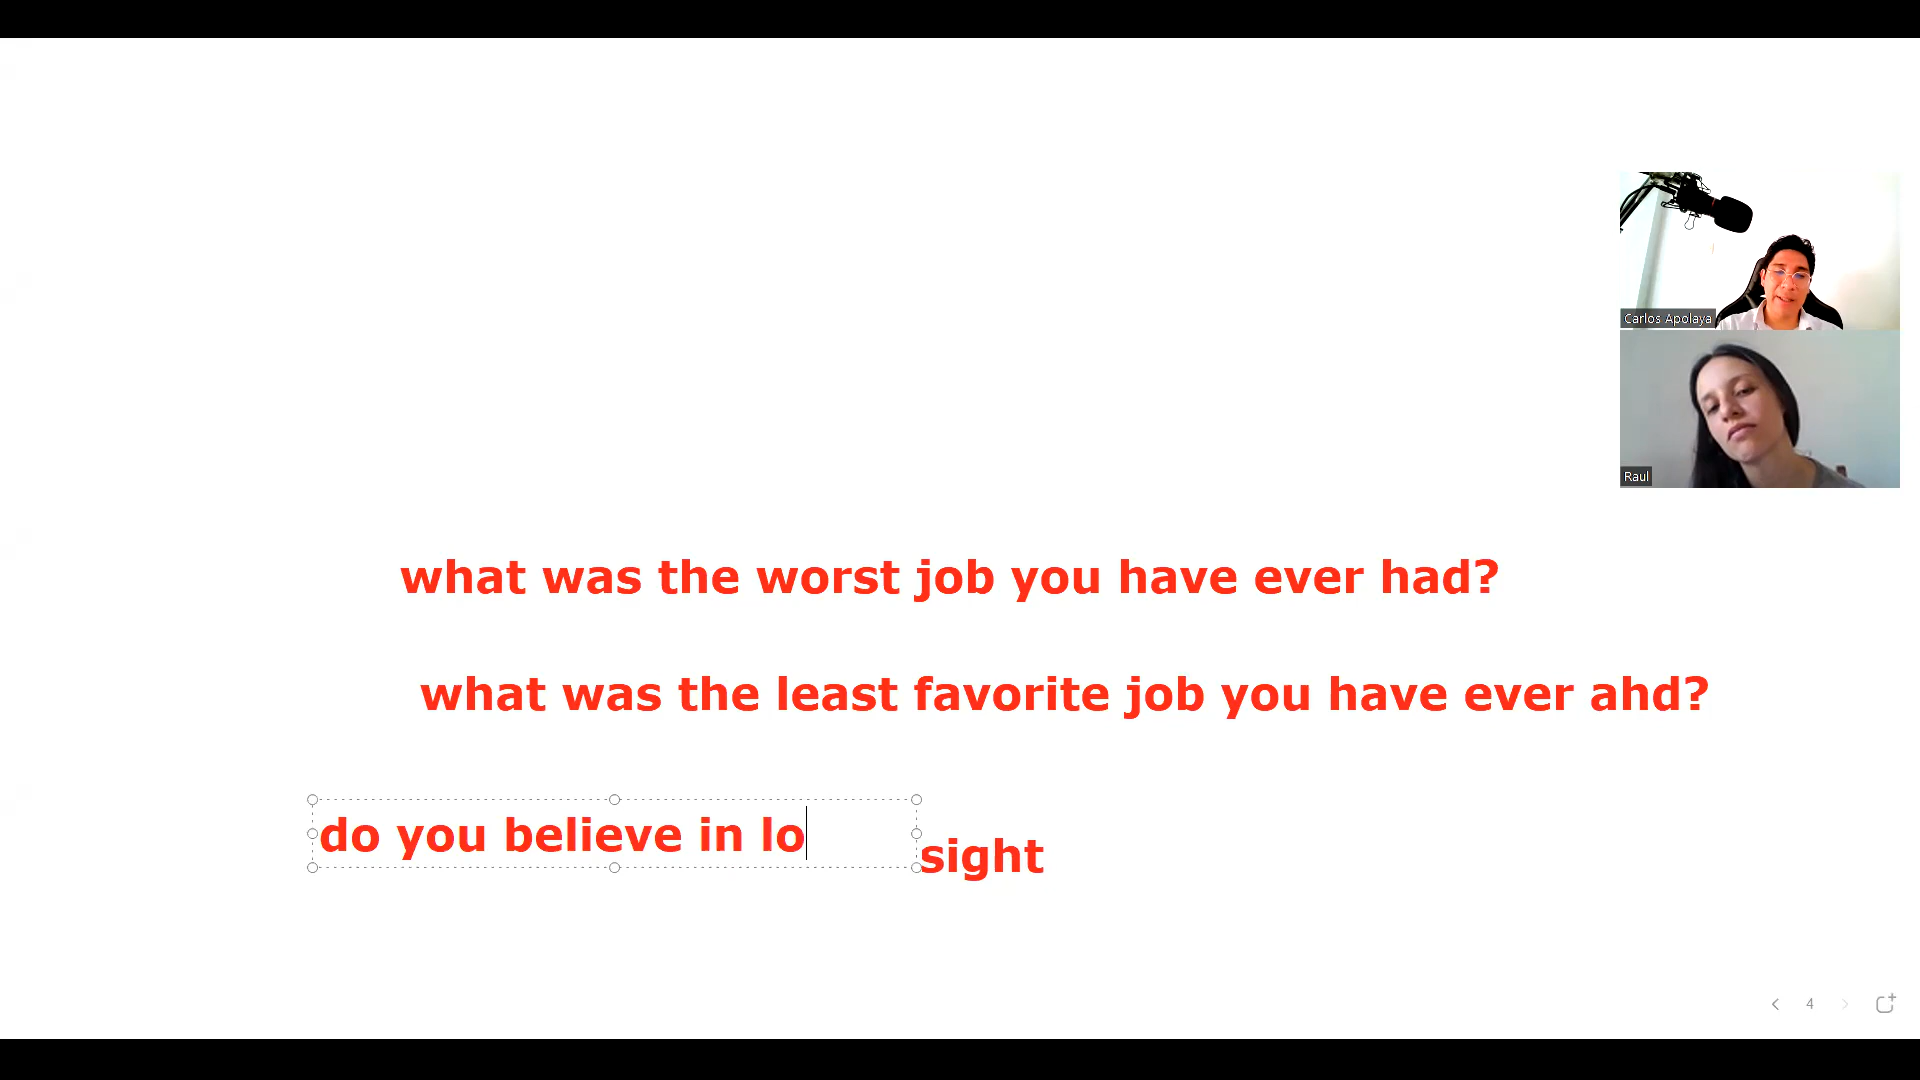 Carlos Apolaya
Raul
what was the worst job you have ever had?
what was the least favorite job you have ever ahd?
do you believe in lo
sight
4